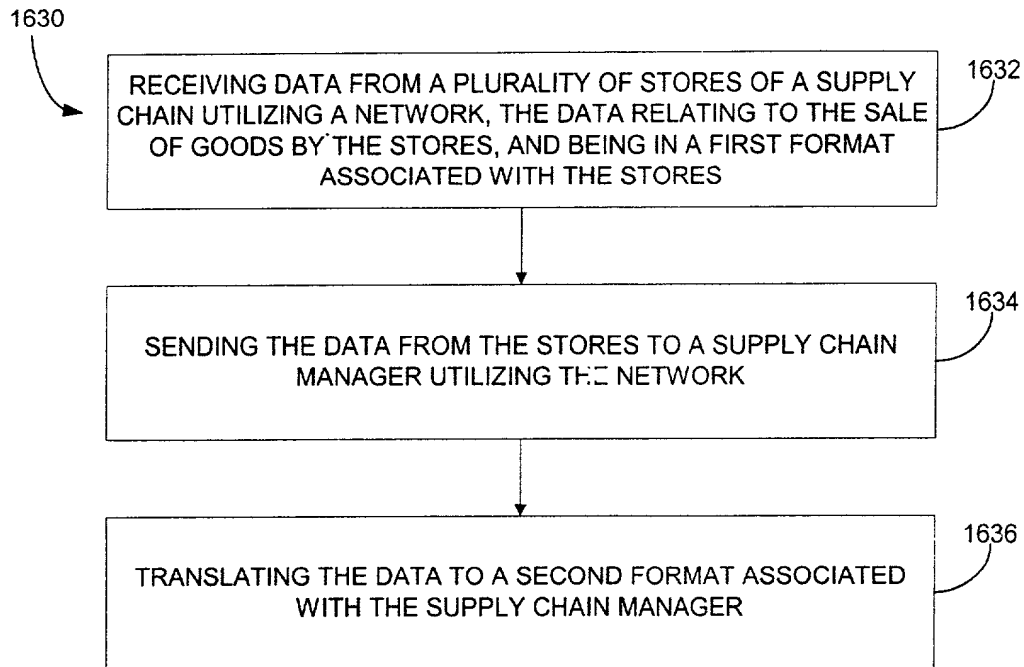 1630
RECEIVING DATA FROM A PLURALITY OF STORES OF A SUPPLY
CHAIN UTILIZING A NETWORK, THE DATA RELATING TO THE SALE
OF GOODS BY THE STORES, AND BEING IN A FIRST FORMAT
ASSOCIATED WITH THE STORES
1632
SENDING THE DATA FROM THE STORES TO A SUPPLY CHAIN
MANAGER UTILIZING THE NETWORK
1634
TRANSLATING THE DATA TO A SECOND FORMAT ASSOCIATED
WITH THE SUPPLY CHAIN MANAGER
1636